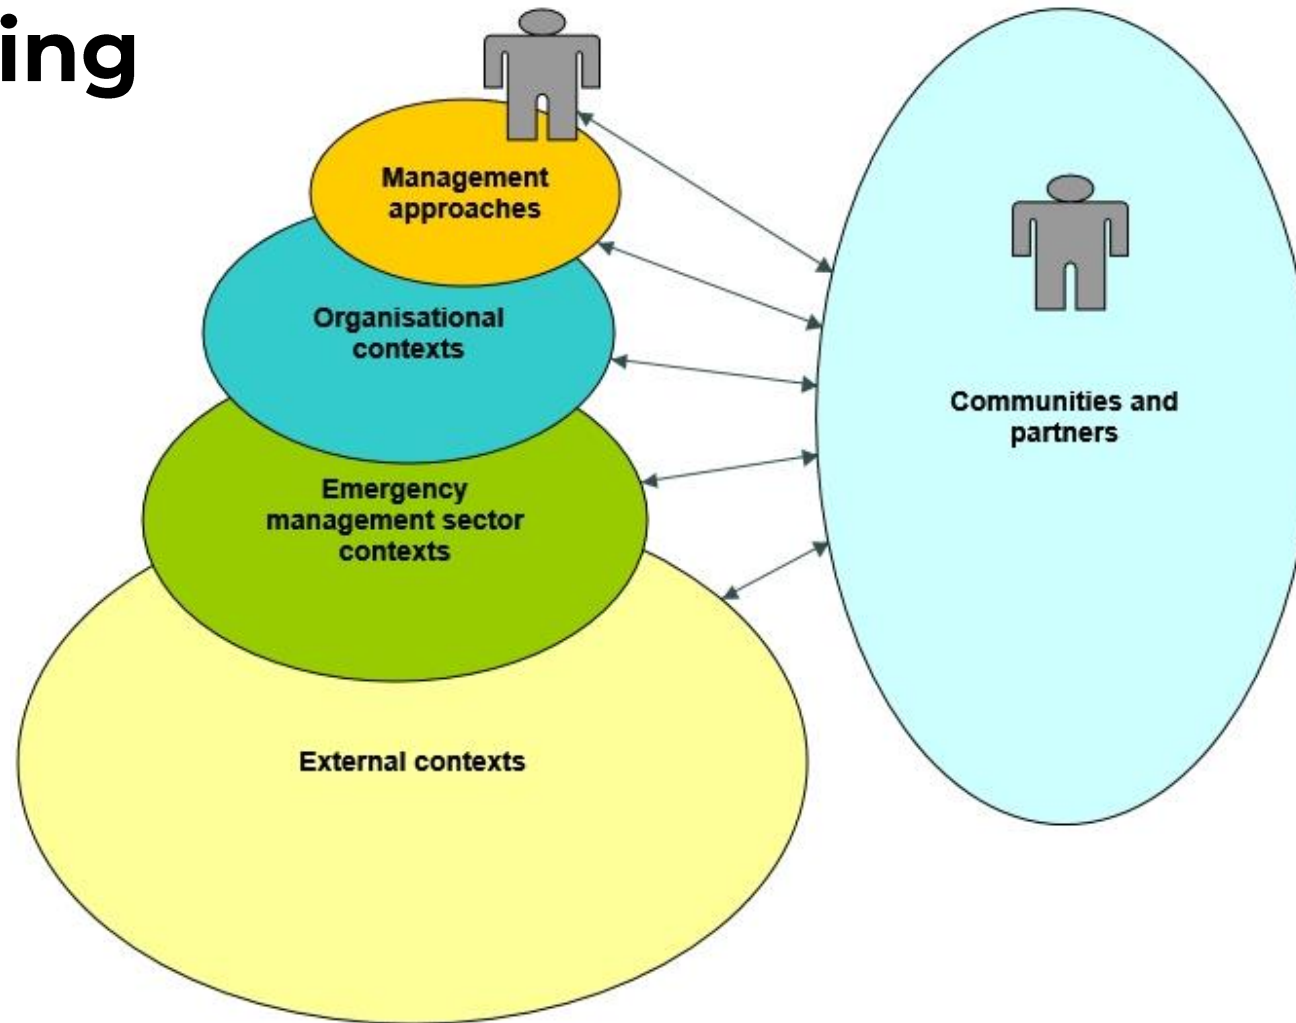 ing
Management
approaches
Organisational
contexts
Emergency
management sector
contexts
External contexts
Communities and
partners